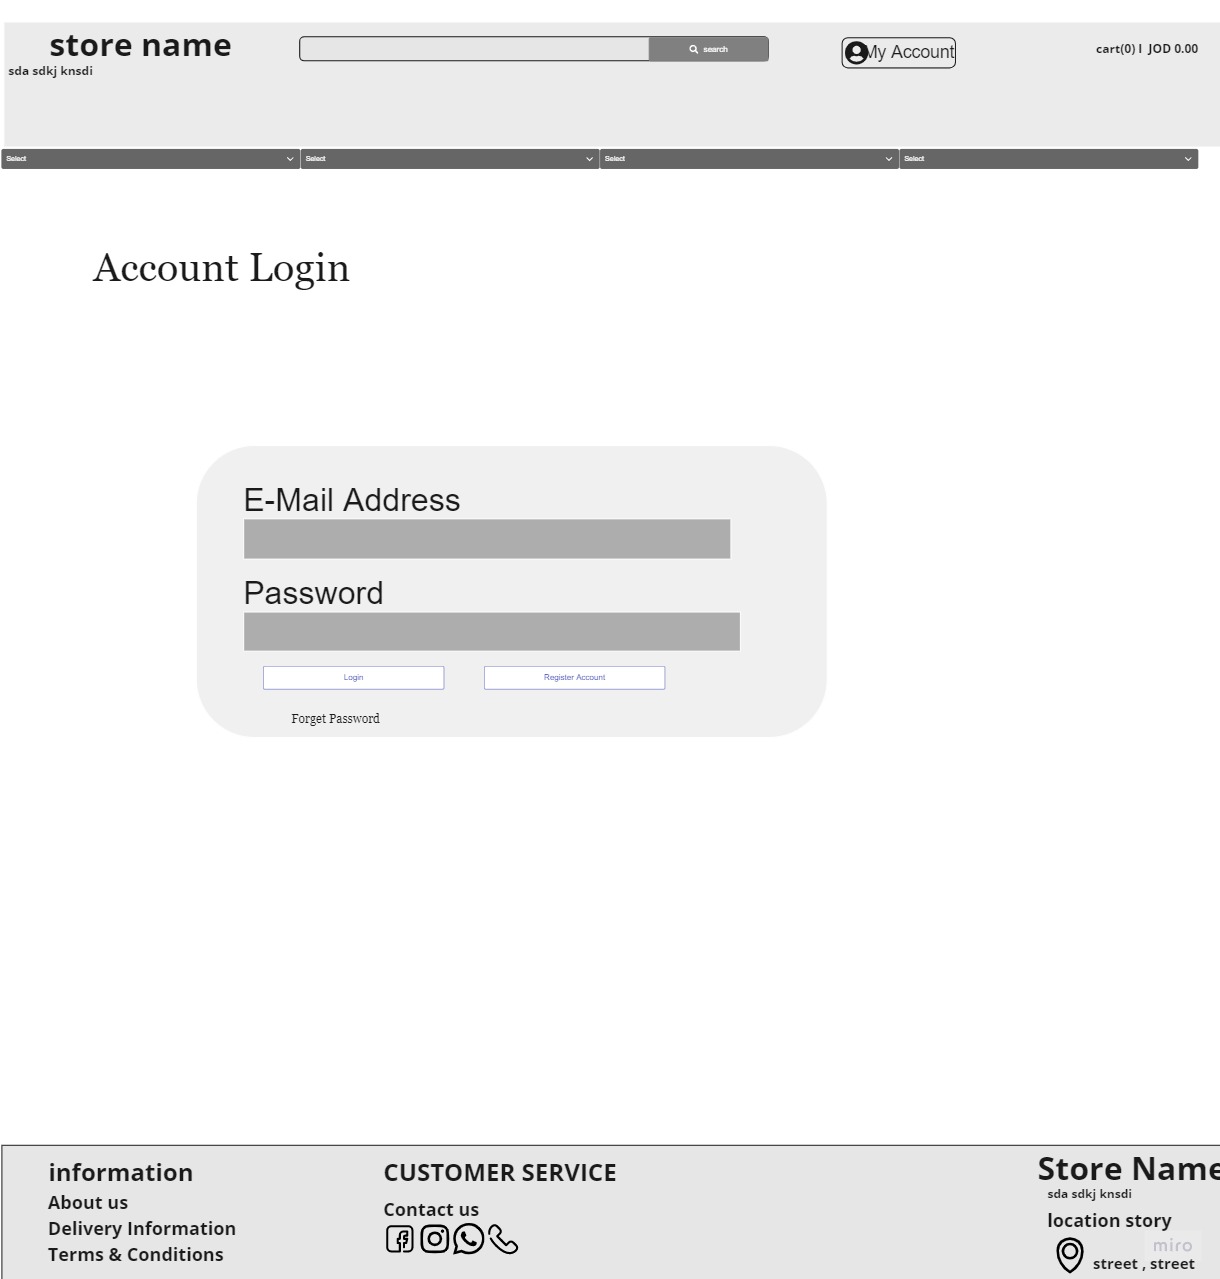 store name
sda sdkj knsdi
search
My Account
cart(0) I JOD 0.00
Select
Select
Select
Select
Account Login
E-Mail Address
Password
Login
Register Account
Forget Password
information
About us
Delivery Information
Terms & Conditions
CUSTOMER SERVICE
Contact us
Store Name
sda sdkj knsdi
location story
street , street
miro